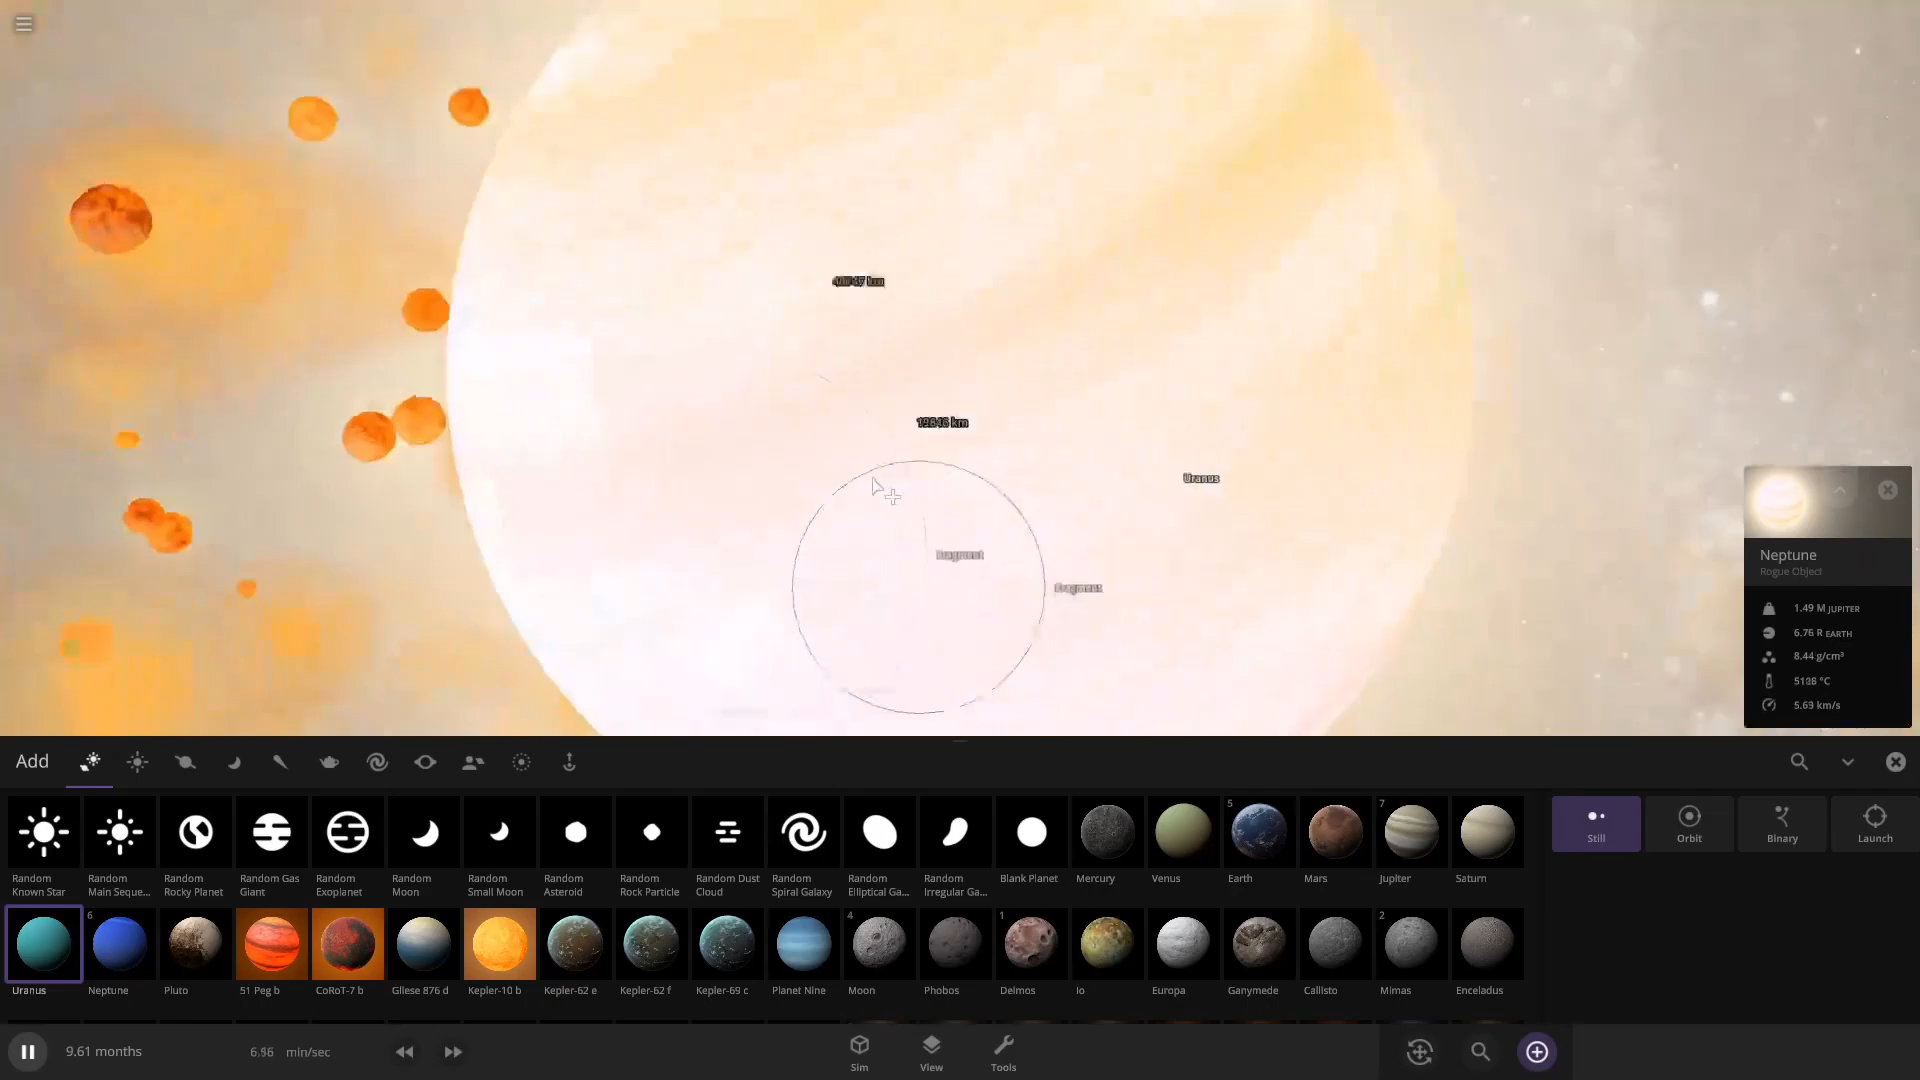 Uranus
Neptune
Rogue Object
1.49 M JUPITER
6.76 R EARTH
8.44 g/cm³
°C
km/s
Add
Random Known Star
Random Main Seque...
Random Rocky Planet
Random Gas Giant
Random Exoplanet
Random Moon
Random Small Moon
Random Asteroid
Random Rock Particle
Random Dust Cloud
Random Spiral Galaxy
Random Elliptical Ga...
Random Irregular Ga...
Blank Planet
Mercury
Venus
5
Earth
Mars
7
Jupiter
Saturn
Still
Orbit
Binary
Launch
Uranus
6
Neptune
Pluto
51 Peg b
CoRoT-7 b
Gliese 876 d
Kepler-10 b
Kepler-62 e
Kepler-62 f
Kepler-69 c
Planet Nine
4
Moon
Phobos
1
Deimos
Io
Europa
Ganymede
Callisto
2
Mimas
Enceladus
9.61 months
min/sec
Sim
View
Tools